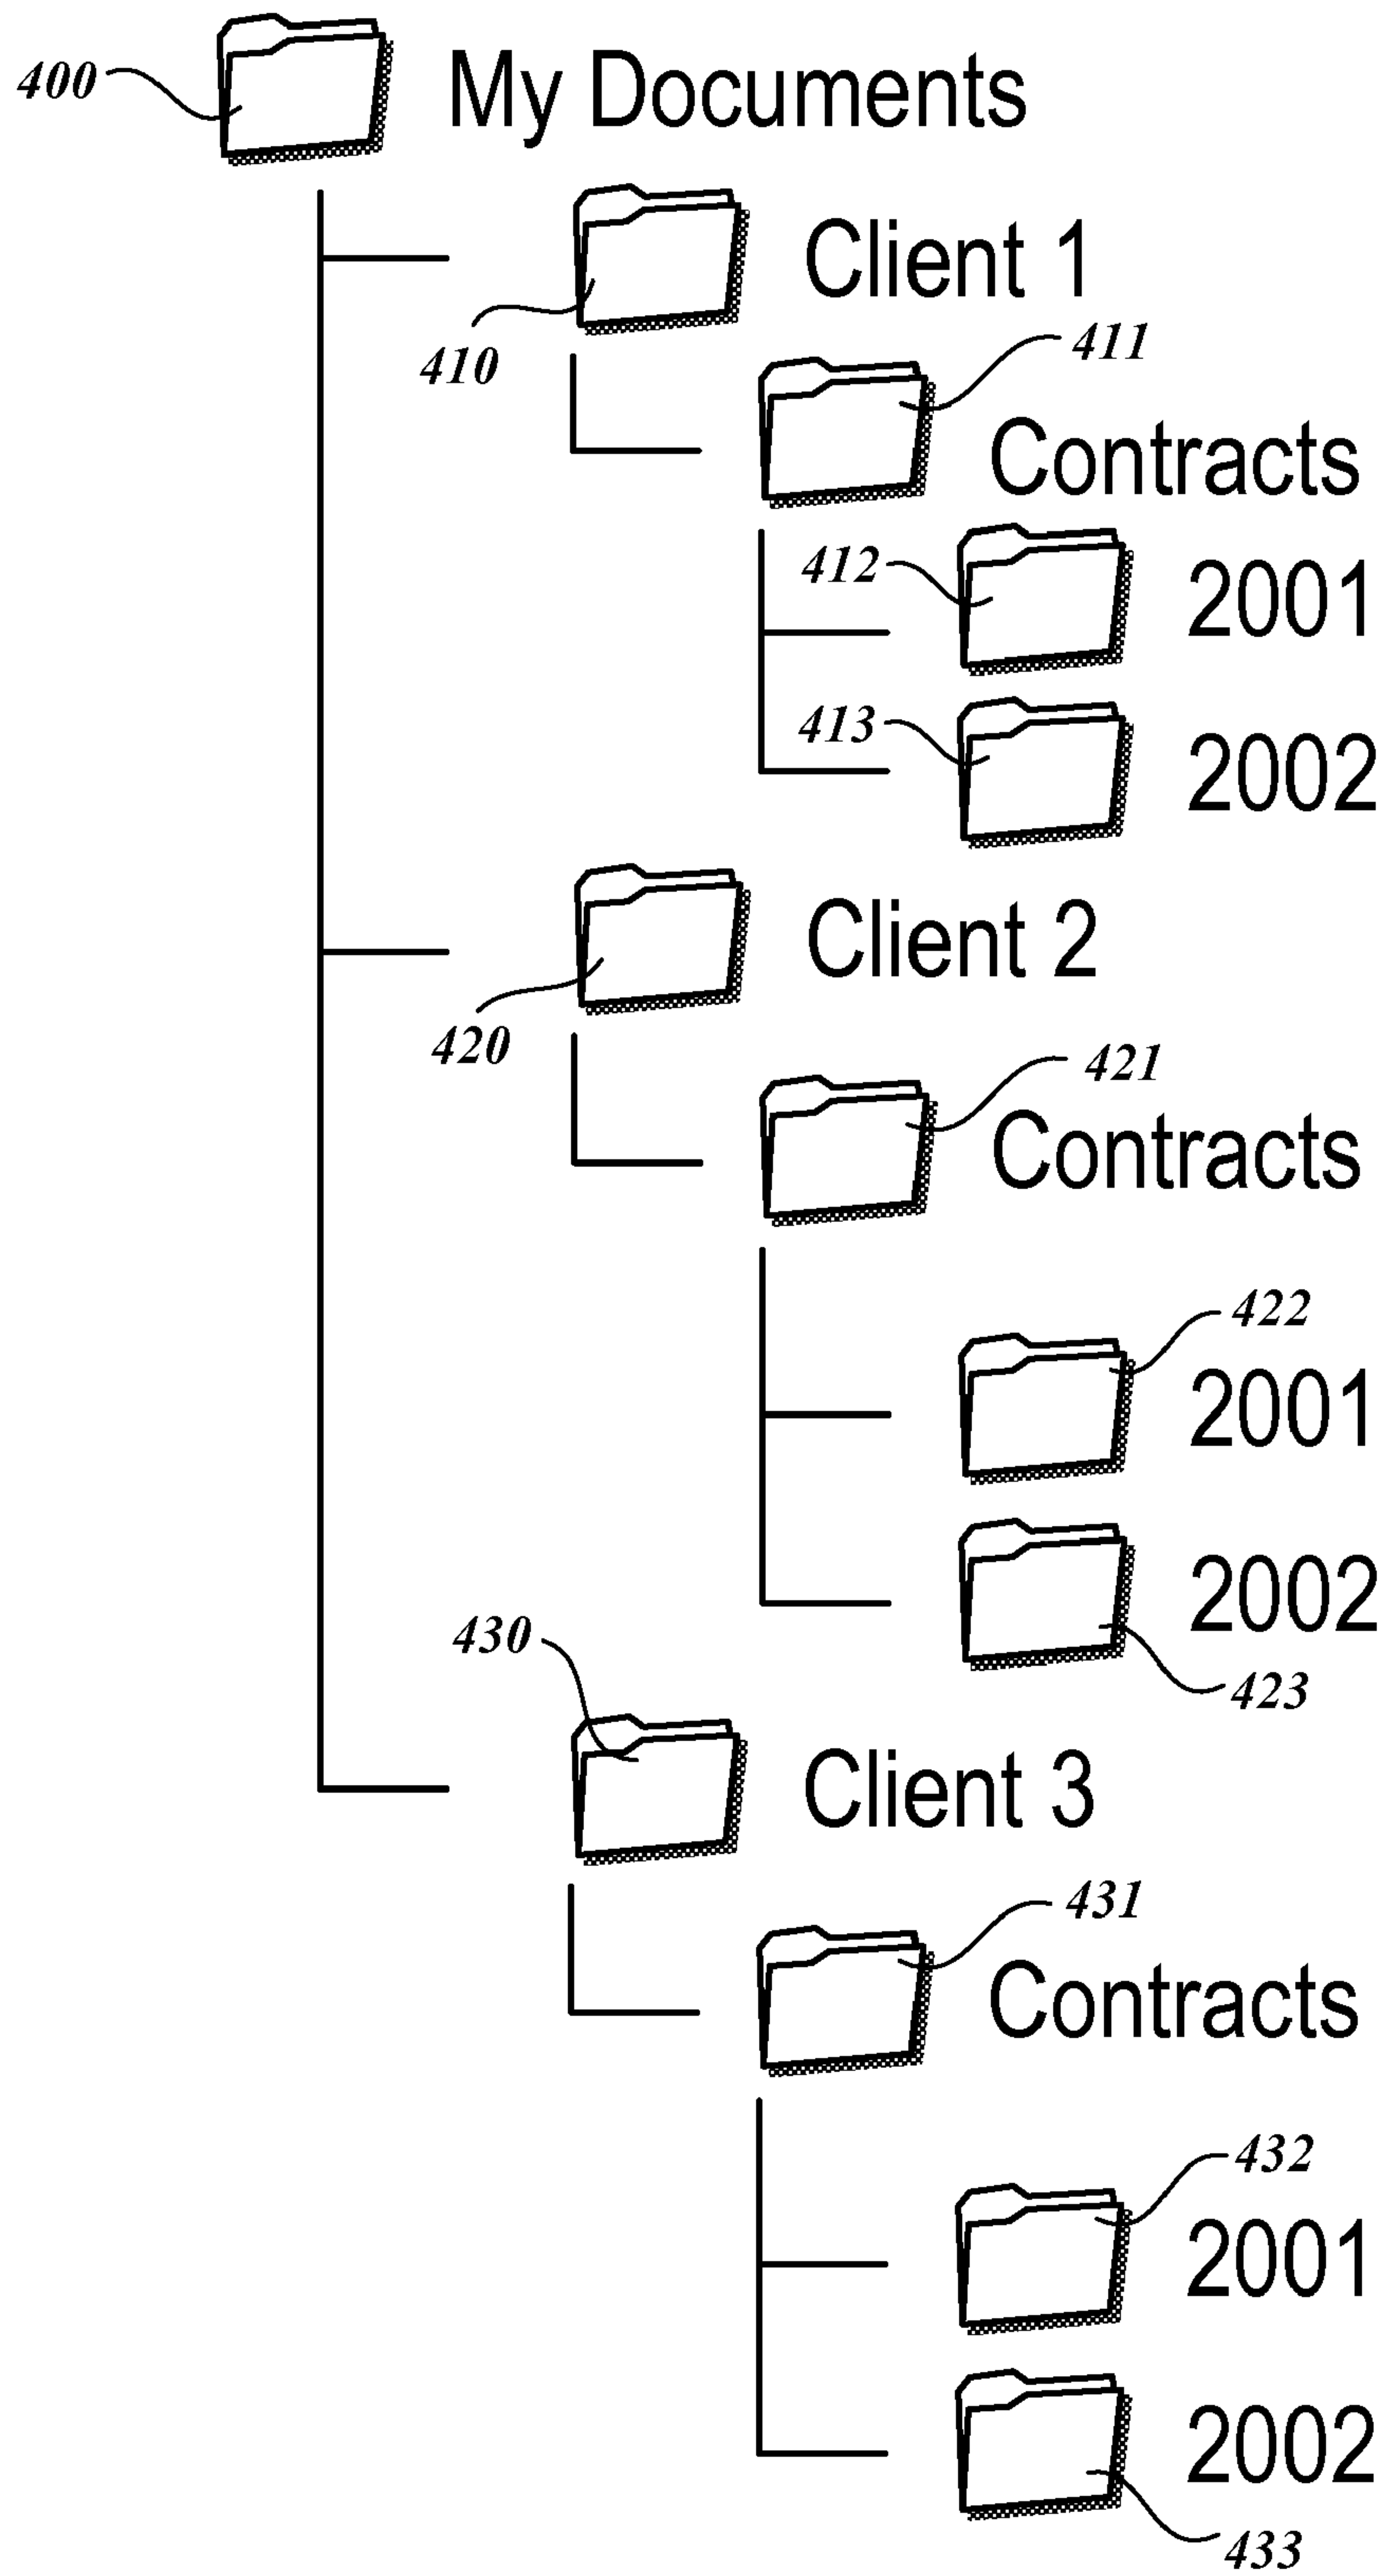 400 My Documents
Client 1
410
411
Contracts
412 2001
413 2002
Client 2
420
421
Contracts
422
2001
2002
423
430
Client 3
431
Contracts
432
2001
2002
433